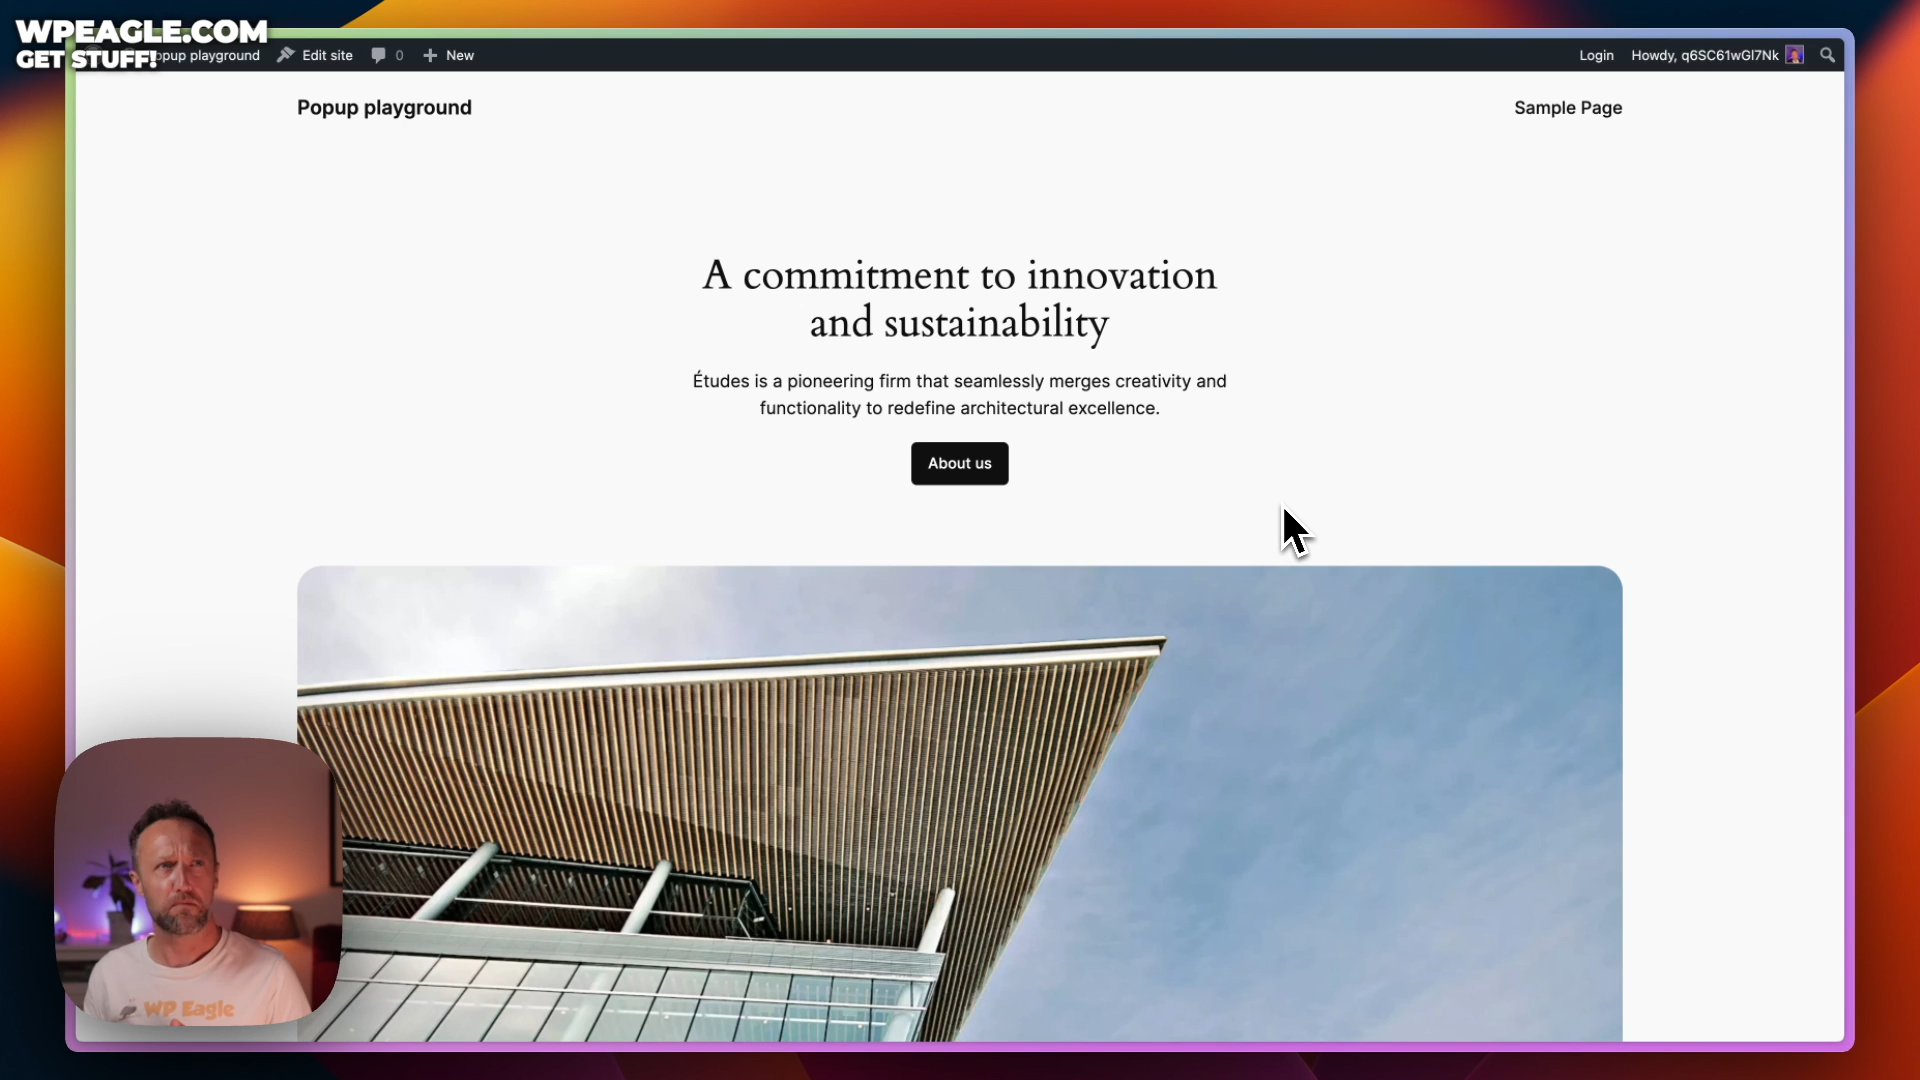 WPEAGLE.COM
GET STUFF!
opup playground
Edit site
0
New
Login
Howdy, q6SC61wGl7Nk
Popup playground
Sample Page
A commitment to innovation
and sustainability
Études is a pioneering firm that seamlessly merges creativity and
functionality to redefine architectural excellence.
About us
WP Eagle